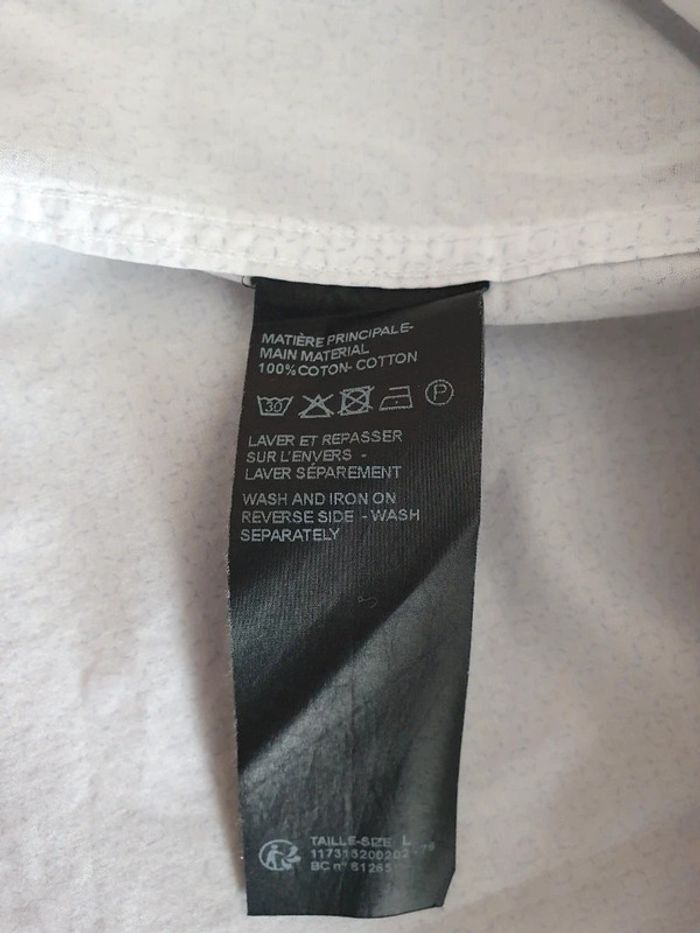 MATIÈRE PRINCIPALE-
MAIN MATERIAL
100% COTON- COTTON
30 P
LAVER ET REPASSER
SUR L'ENVERS -
LAVER SÉPAREMENT
WASH AND IRON ON
REVERSE SIDE - WASH
SEPARATELY
TAILLE-SIZE L
BC n°